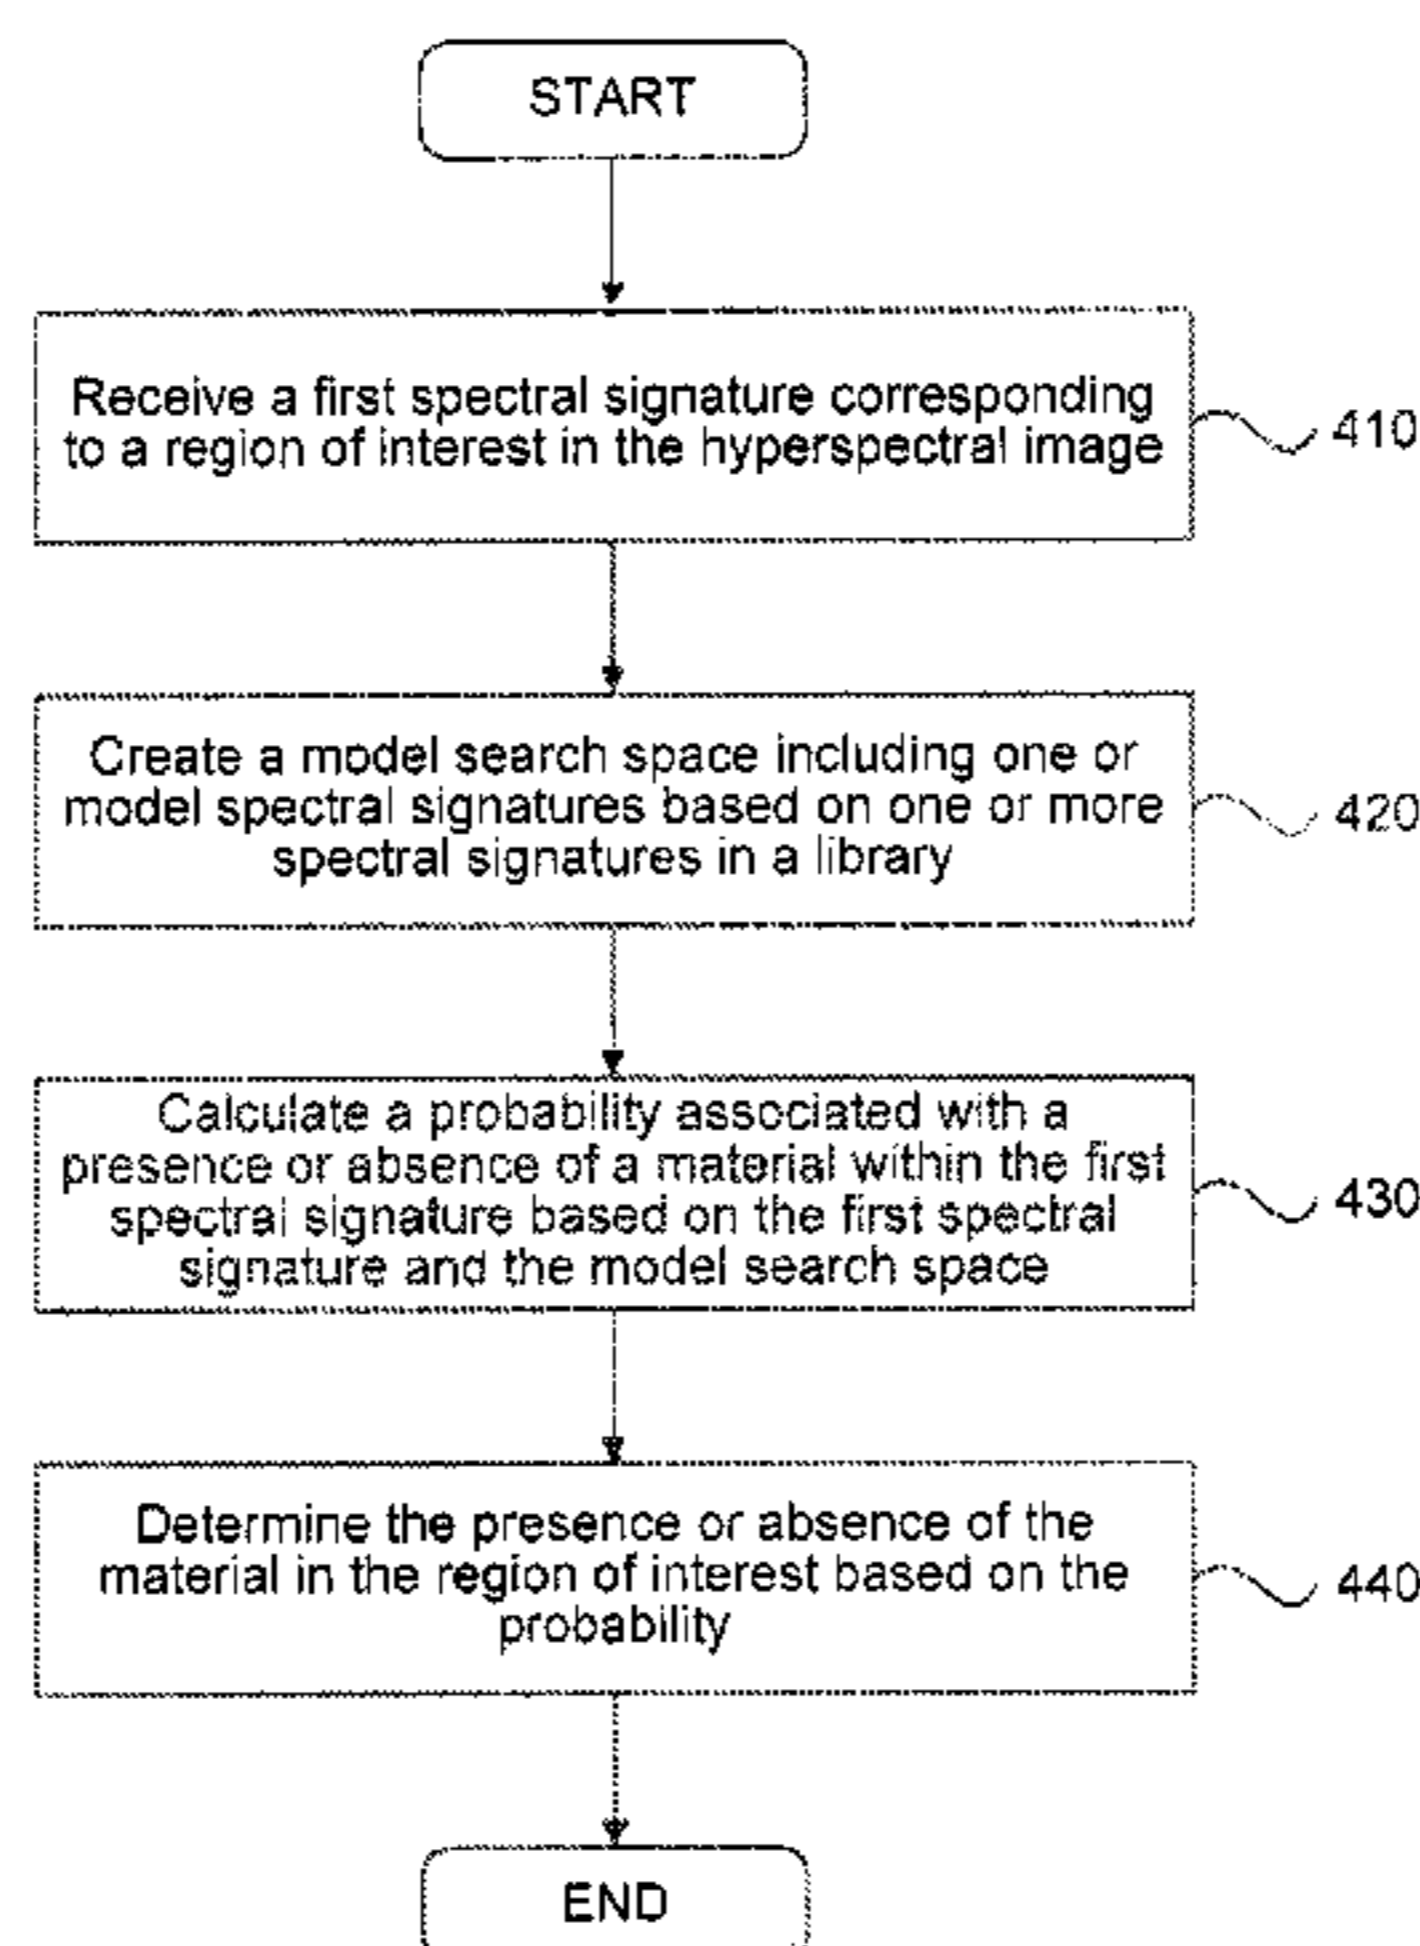 START
Receive a first spectral signature corresponding
to a region of interest in the hyperspectral image
410
Create a model search space including one or
model spectral signatures based on one or more
spectral signatures in a library
420
Calculate a probability associated with a
presence or absence of a material within the first
spectral signature based on the first spectral
signature and the model search space
430
Determine the presence or absence of the
material in the region of interest based on the
probability
440
END